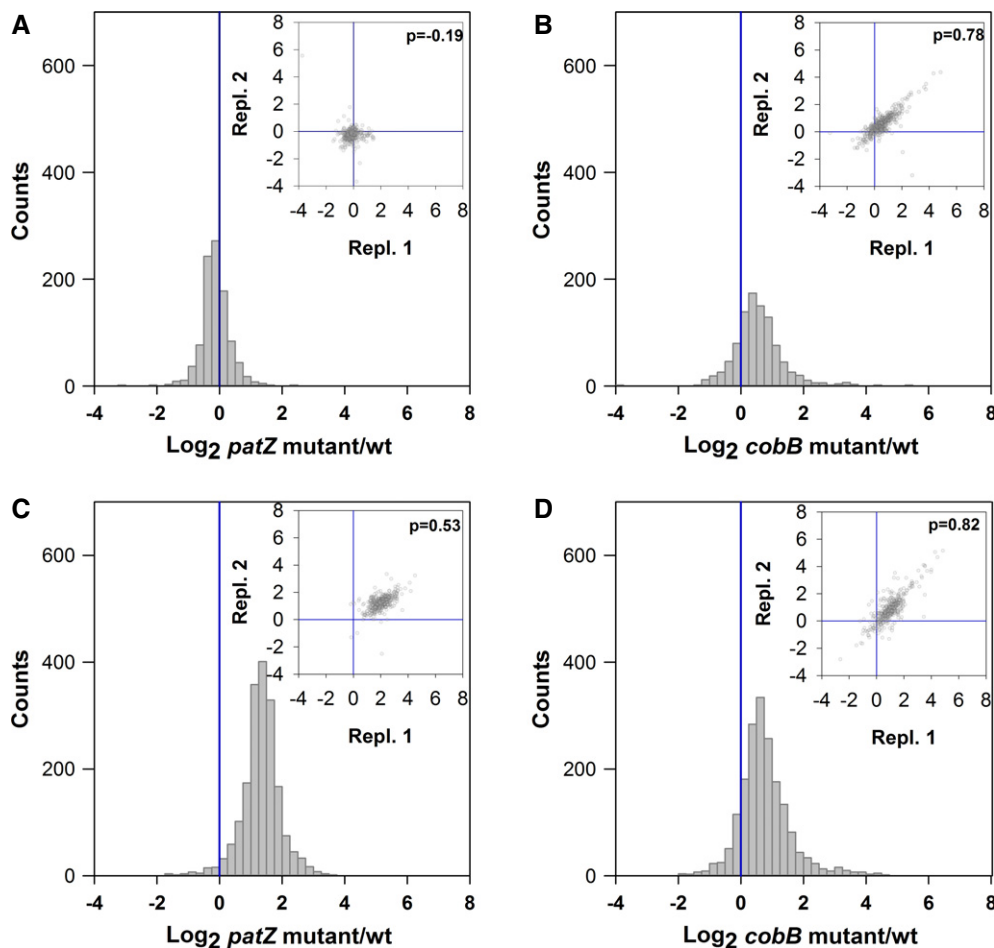 A
600
400
200
0
Counts
-4 -2 0 2 4 6 8
Log2 patZ mutant/wt
p=-0.19
8
6
4
2
0
-2
-4
Repl. 2
-4 -2 0 2 4 6 8
Repl. 1
B
600
400
200
0
Counts
-4 -2 0 2 4 6 8
Log2 cobB mutant/wt
p=0.78
8
6
4
2
0
-2
-4
Repl. 2
-4 -2 0 2 4 6 8
Repl. 1
C
600
400
200
0
Counts
-4 -2 0 2 4 6 8
Log2 patZ mutant/wt
p=0.53
8
6
4
2
0
-2
-4
Repl. 2
-4 -2 0 2 4 6 8
Repl. 1
D
600
400
200
0
Counts
-4 -2 0 2 4 6 8
Log2 cobB mutant/wt
p=0.82
8
6
4
2
0
-2
-4
Repl. 2
-4 -2 0 2 4 6 8
Repl. 1